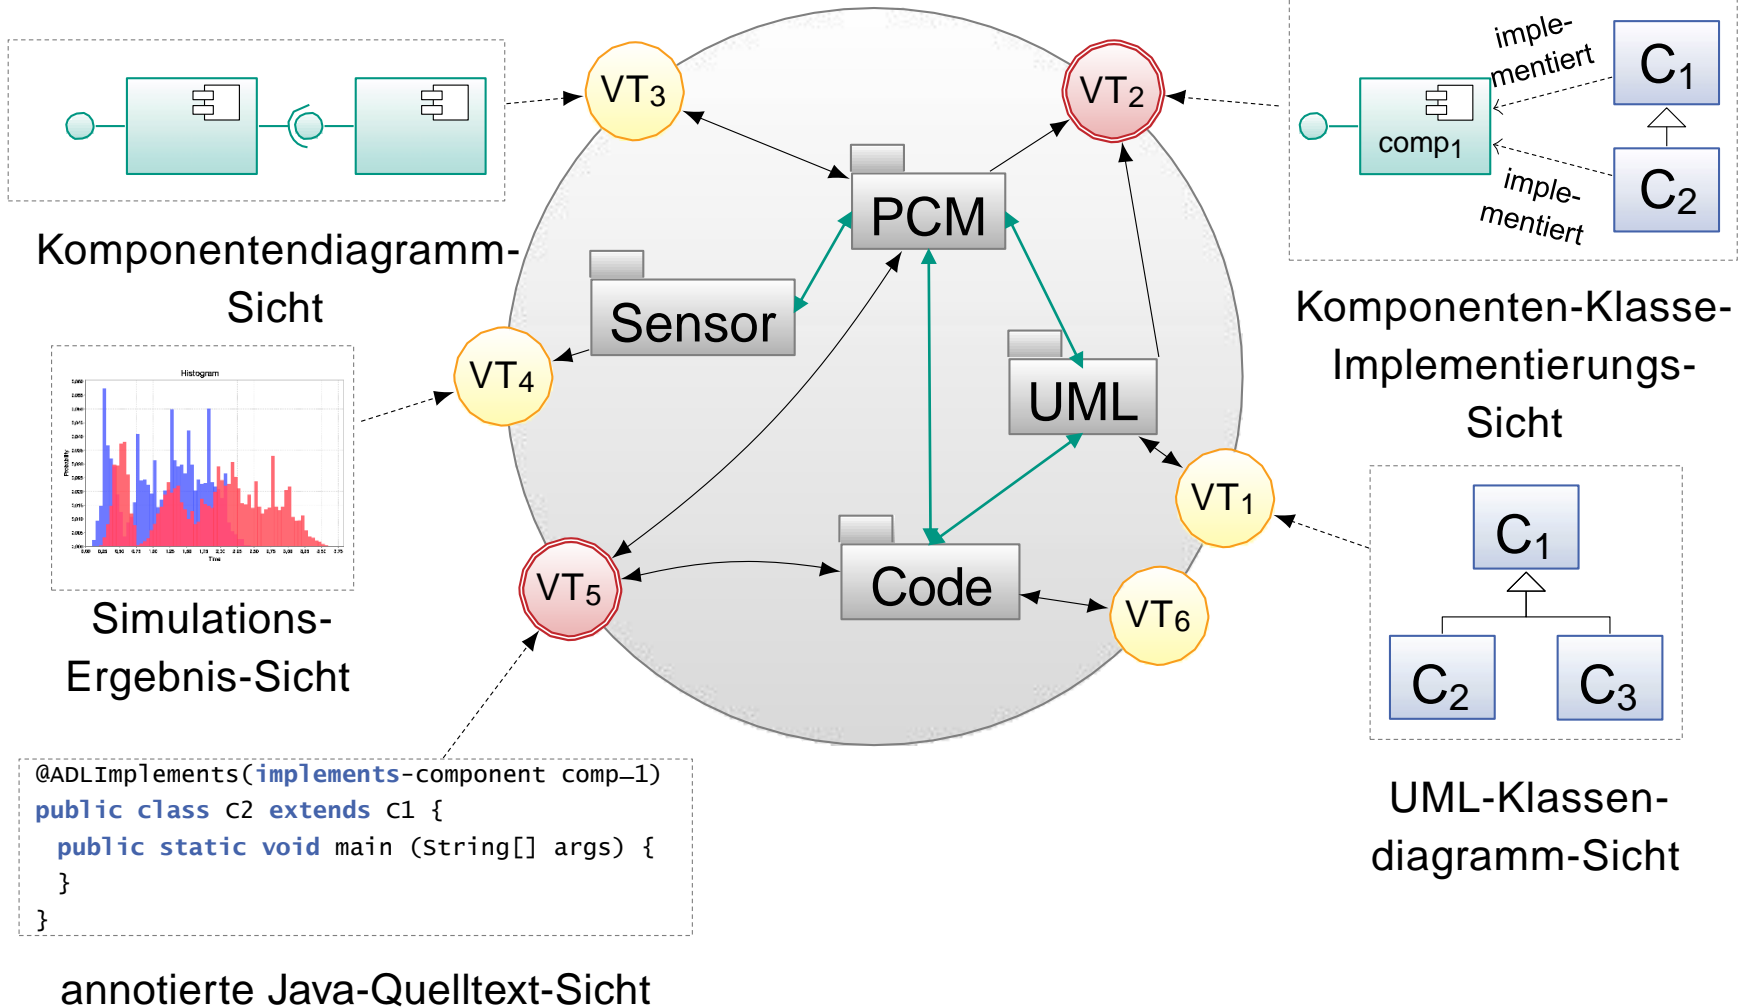 VT3
VT2
imple-
mentiert
C1
comp1
C2
imple-
mentiert
PCM
Komponentendiagramm-
Sicht
Sensor
Komponenten-Klasse-
Implementierungs-
Sicht
VT4
UML
Histogram
Probability
Time
VT1
C1
C2
C3
VT5
Code
VT6
Simulations-
Ergebnis-Sicht
@ADLImplements(implements-component comp_1)
public class C2 extends C1 {
public static void main (String[] args) {
}
}
UML-Klassen-
diagramm-Sicht
annotierte Java-Quelltext-Sicht